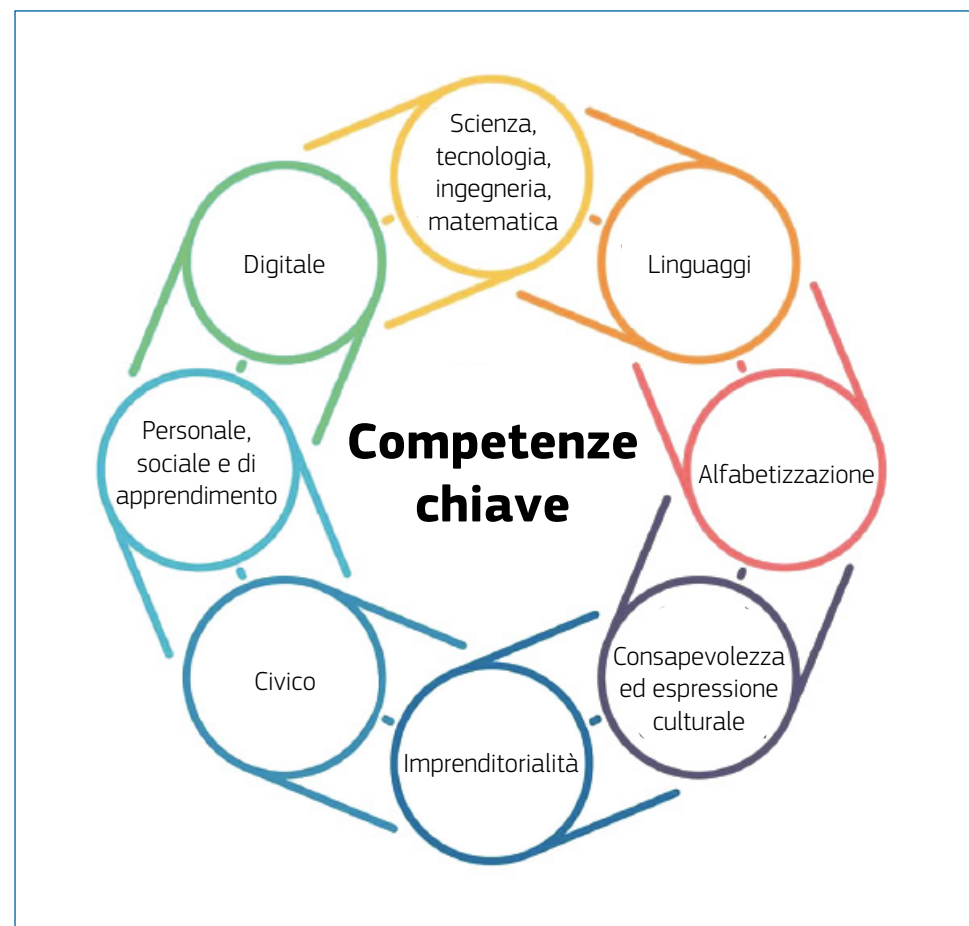 Scienza,
tecnologia,
ingegneria,
matematica
Digitale
Linguaggi
Personale,
sociale e di
apprendimento
Competenze
chiave
Alfabetizzazione
Civico
Consapevolezza
ed espressione
culturale
Imprenditorialità